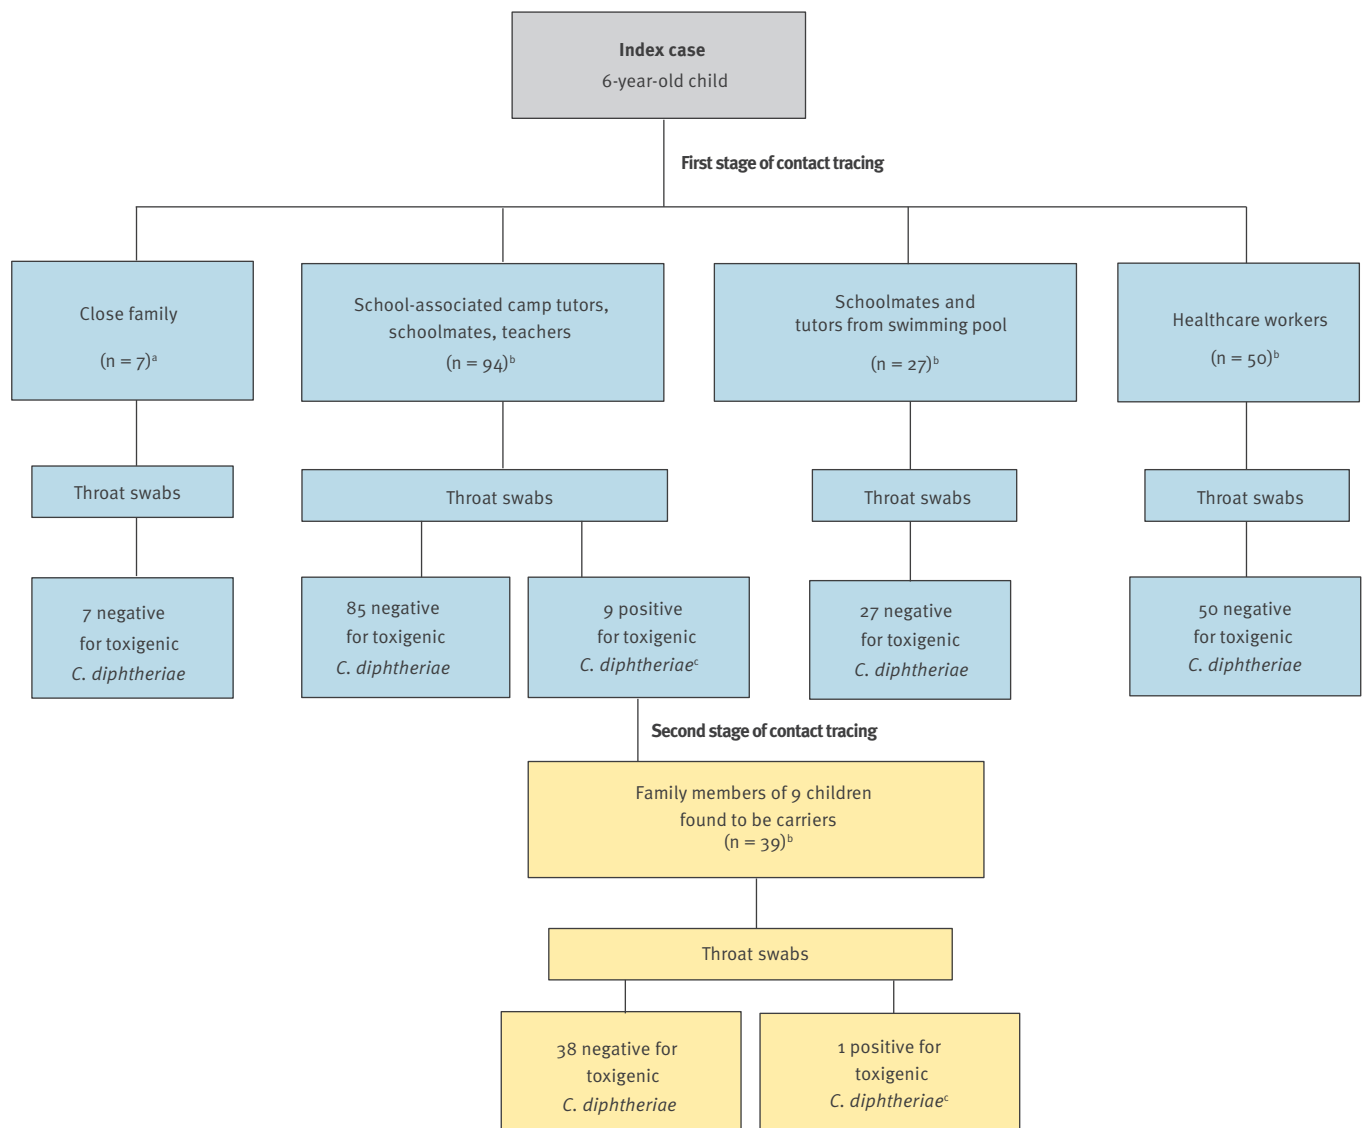 Index case
6-year-old child
First stage of contact tracing
Close family
(n = 7)ᵃ
School-associated camp tutors,
schoolmates, teachers
(n = 94)ᵇ
Schoolmates and
tutors from swimming pool
(n = 27)ᵇ
Healthcare workers
(n = 50)ᵇ
Throat swabs
Throat swabs
Throat swabs
Throat swabs
7 negative
for toxigenic
C. diphtheriae
85 negative
for toxigenic
C. diphtheriae
9 positive
for toxigenic
C. diphtheriaeᶜ
27 negative
for toxigenic
C. diphtheriae
50 negative
for toxigenic
C. diphtheriae
Second stage of contact tracing
Family members of 9 children
found to be carriers
(n = 39)ᵇ
Throat swabs
38 negative for
toxigenic
C. diphtheriae
1 positive for
toxigenic
C. diphtheriaeᶜ